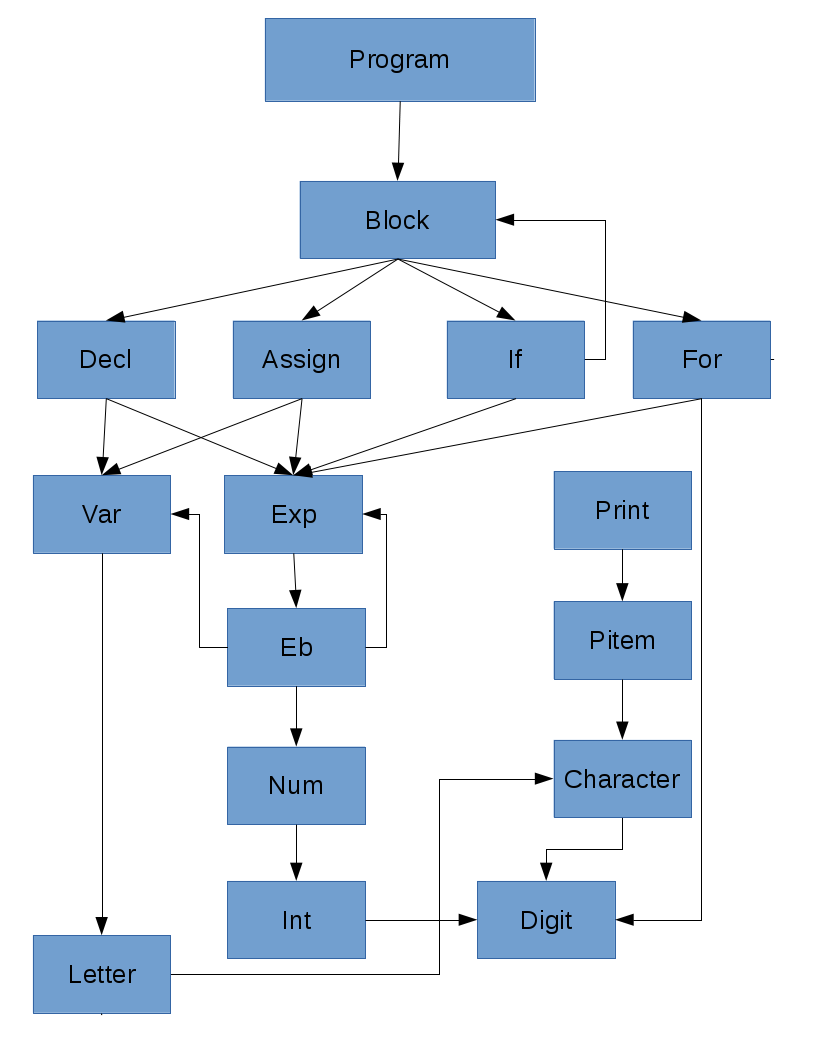 Program
Block
Decl
Assign
If
For
Var
Exp
Print
Eb
Pitem
Num
Character
Int
Digit
Letter